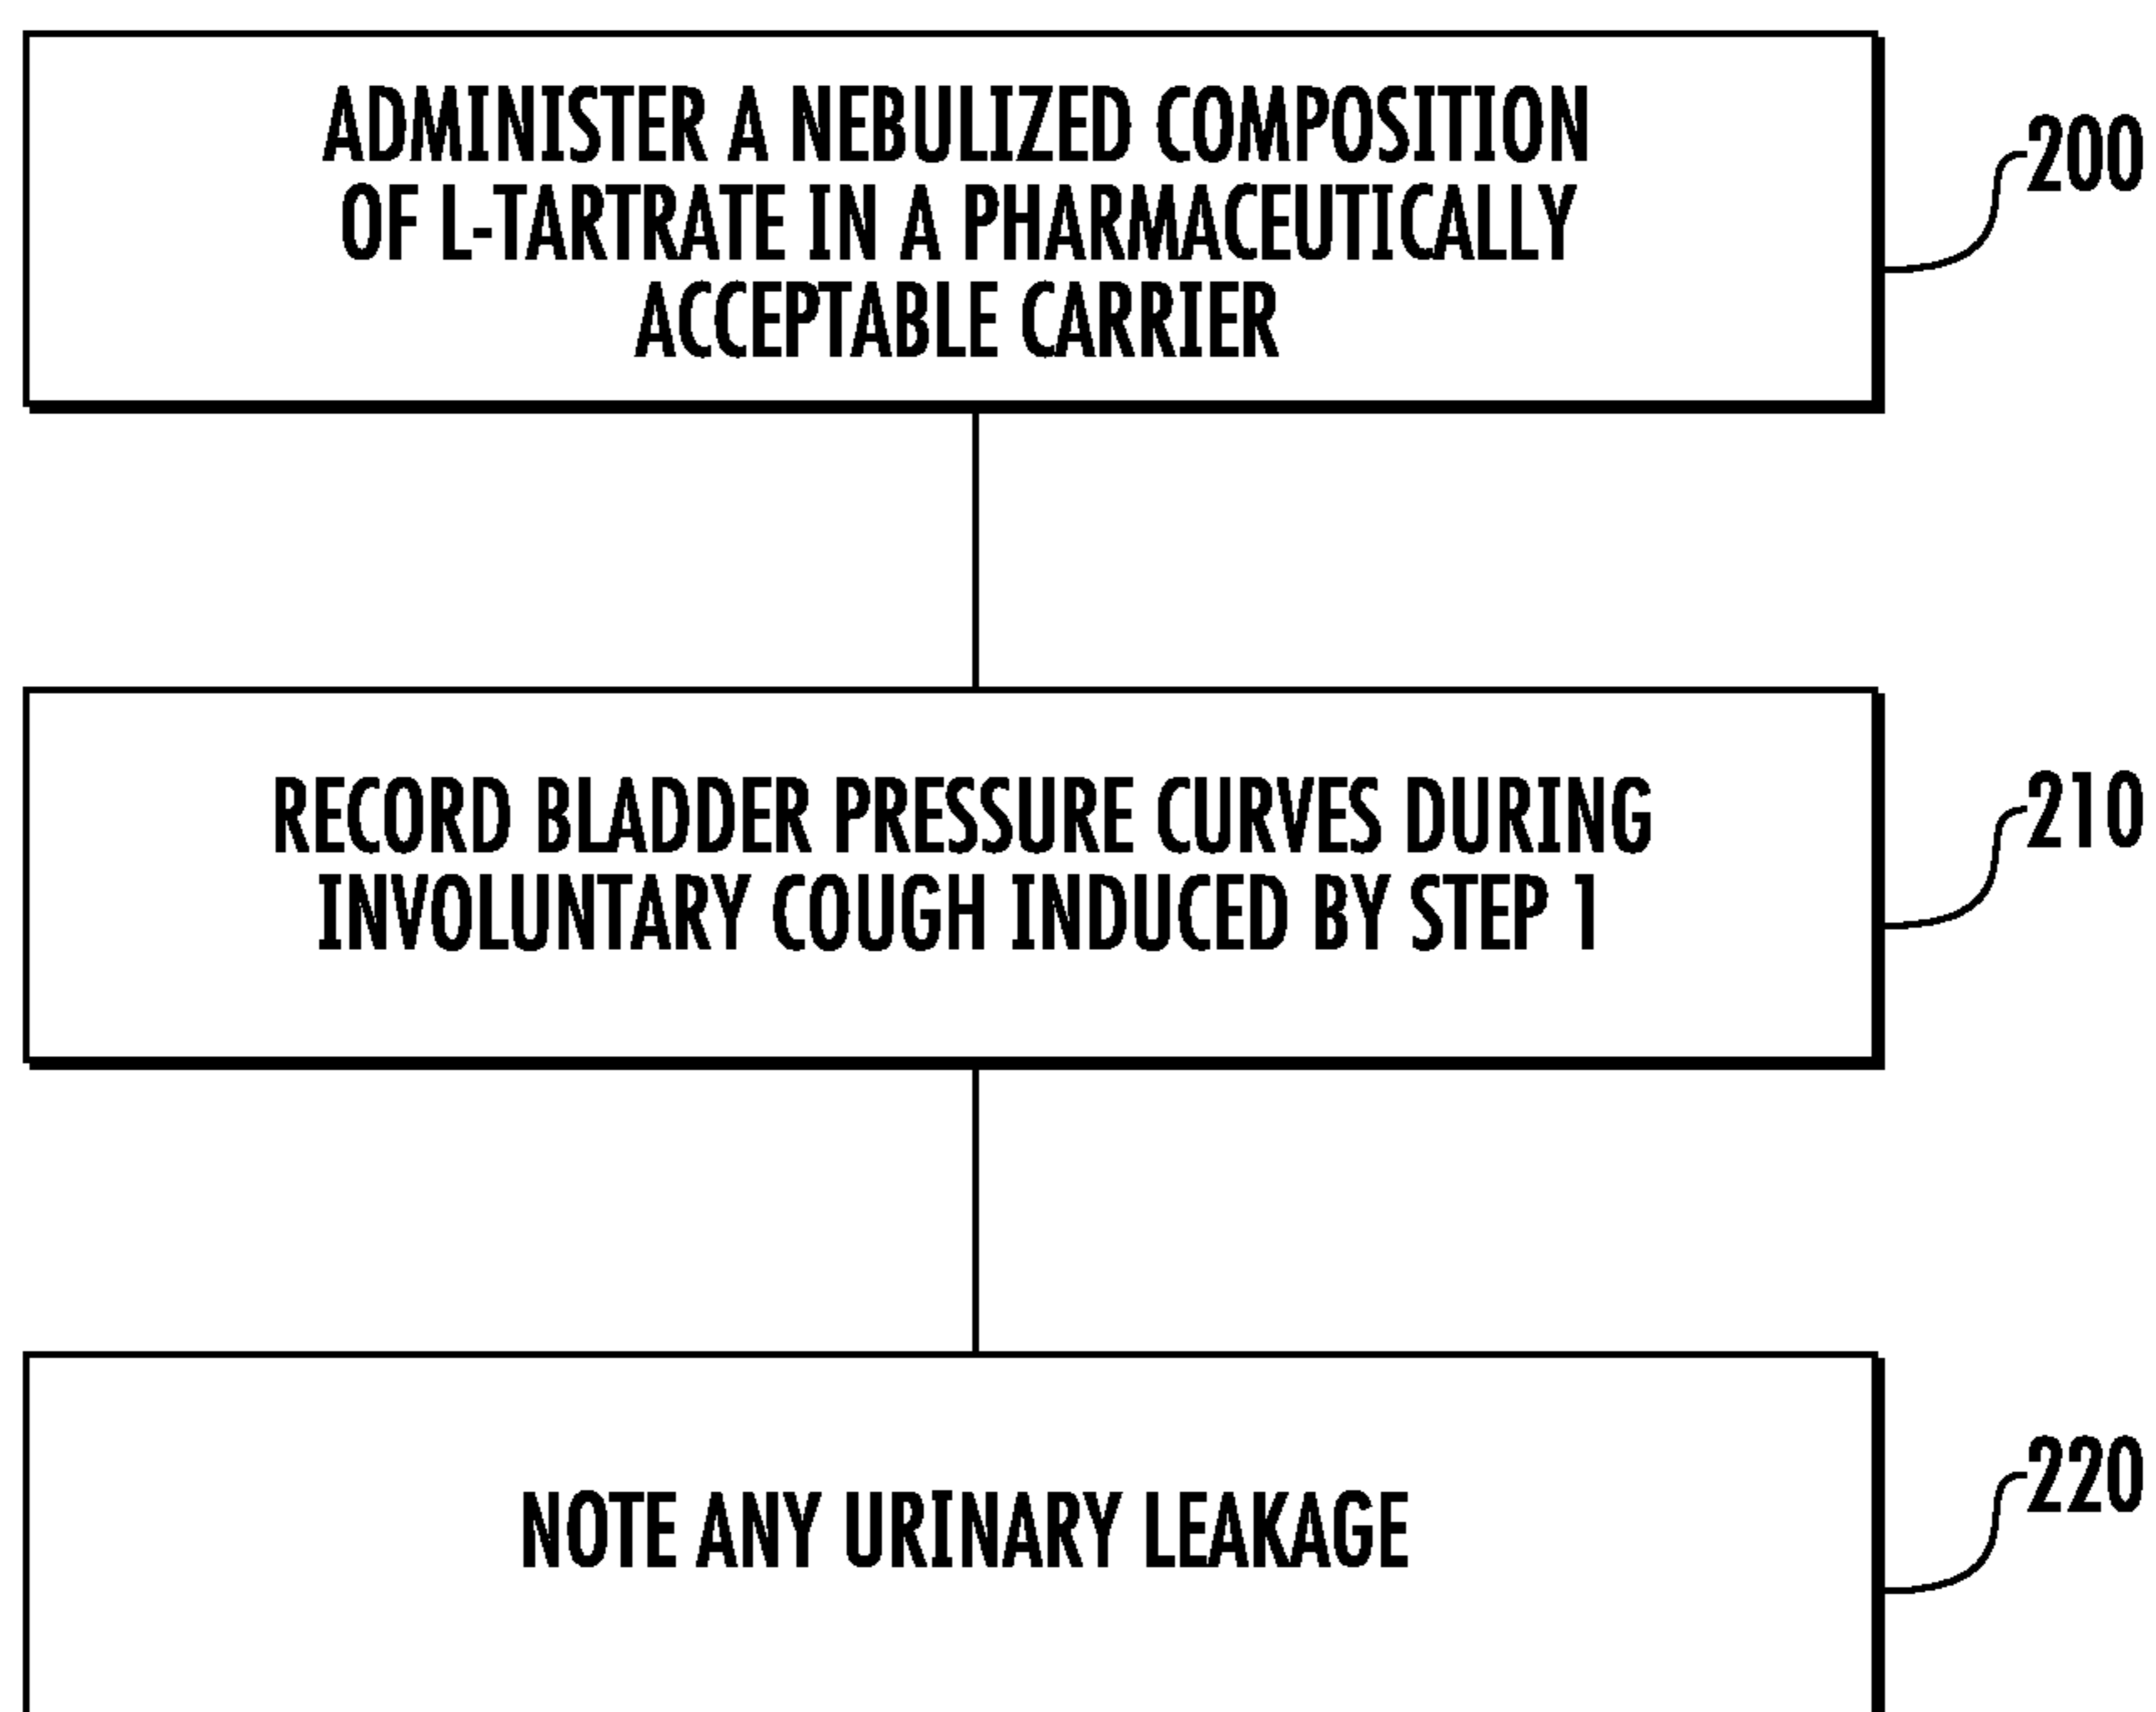 ADMINISTER A NEBULIZED COMPOSITION
OF L-TARTRATE IN A PHARMACEUTICALLY
ACCEPTABLE CARRIER
200
RECORD BLADDER PRESSURE CURVES DURING
INVOLUNTARY COUGH INDUCED BY STEP 1
210
NOTE ANY URINARY LEAKAGE
220